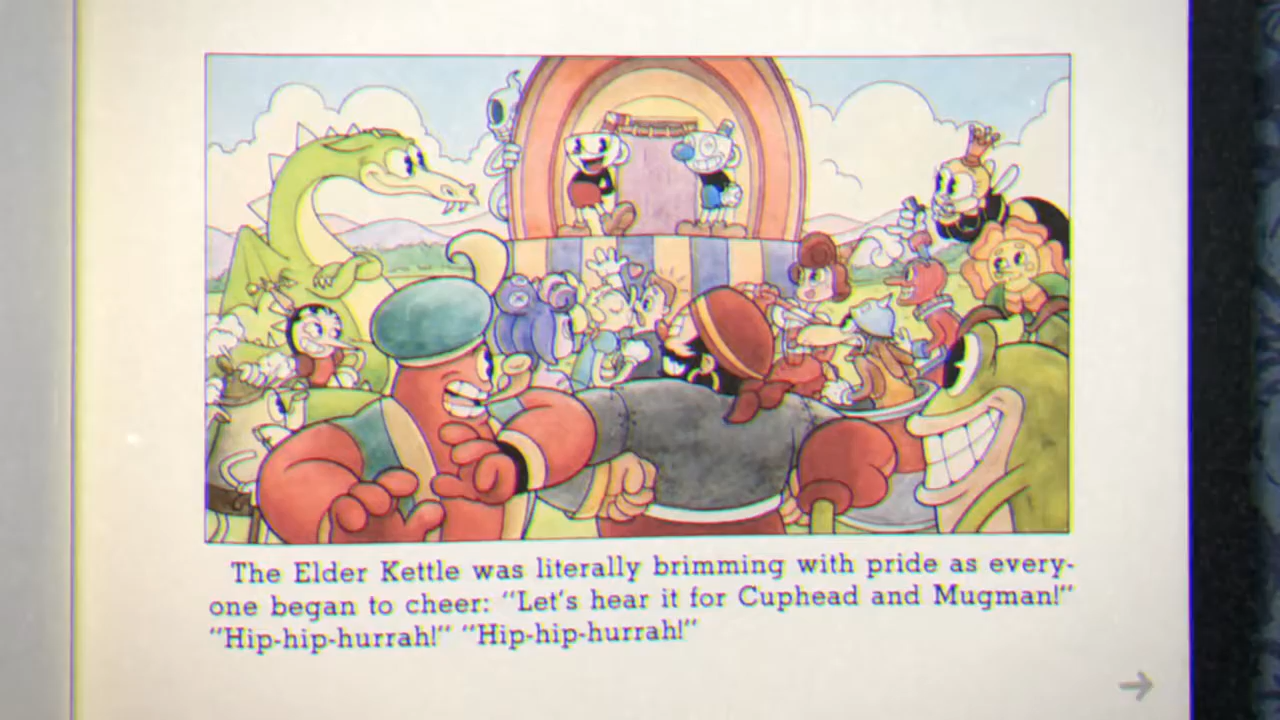 The Elder Kettle was literally brimming with pride as every-
one began to cheer: “Let's hear it for Cuphead and Mugman!”
“Hip-hip-hurrah!” “Hip-hip-hurrah!”